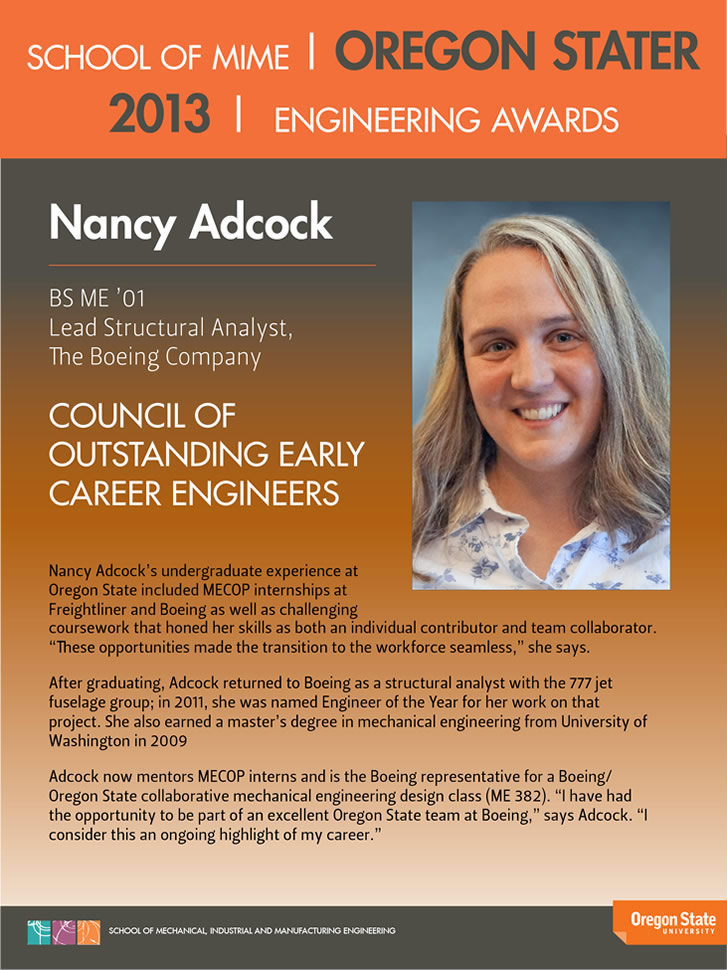 SCHOOL OF MIME | OREGON STATER
2013 | ENGINEERING AWARDS
Nancy Adcock
BS ME ’01
Lead Structural Analyst,
The Boeing Company
COUNCIL OF
OUTSTANDING EARLY
CAREER ENGINEERS
Nancy Adcock’s undergraduate experience at
Oregon State included MECOP internships at
Freightliner and Boeing as well as challenging
coursework that honed her skills as both an individual contributor and team collaborator.
“These opportunities made the transition to the workforce seamless,” she says.
After graduating, Adcock returned to Boeing as a structural analyst with the 777 jet
fuselage group; in 2011, she was named Engineer of the Year for her work on that
project. She also earned a master’s degree in mechanical engineering from University of
Washington in 2009
Adcock now mentors MECOP interns and is the Boeing representative for a Boeing/
Oregon State collaborative mechanical engineering design class (ME 382). “I have had
the opportunity to be part of an excellent Oregon State team at Boeing,” says Adcock. “I
consider this an ongoing highlight of my career.”
SCHOOL OF MECHANICAL, INDUSTRIAL AND MANUFACTURING ENGINEERING
Oregon State
UNIVERSITY